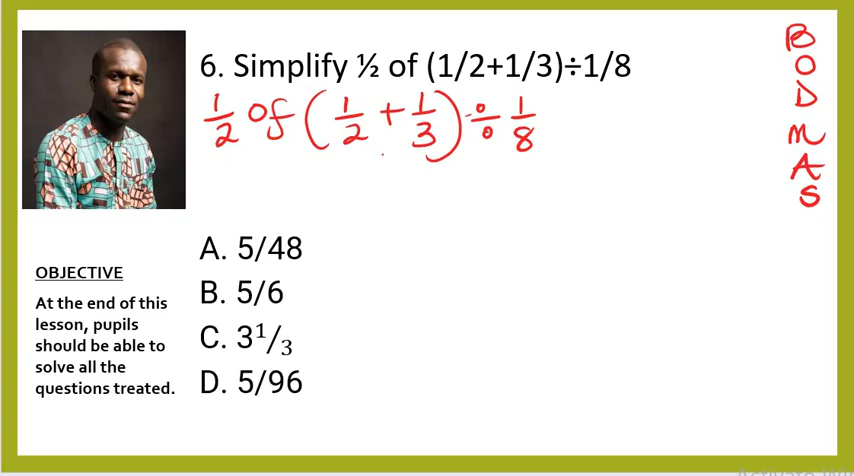 6. Simplify ½ of (1/2+1/3)÷1/8
½ of (½ + ⅓) ÷ ⅛
A. 5/48
B. 5/6
C. 3¹/₃
D. 5/96
OBJECTIVE
At the end of this
lesson, pupils
should be able to
solve all the
questions treated.
B
O
D
M
A
S